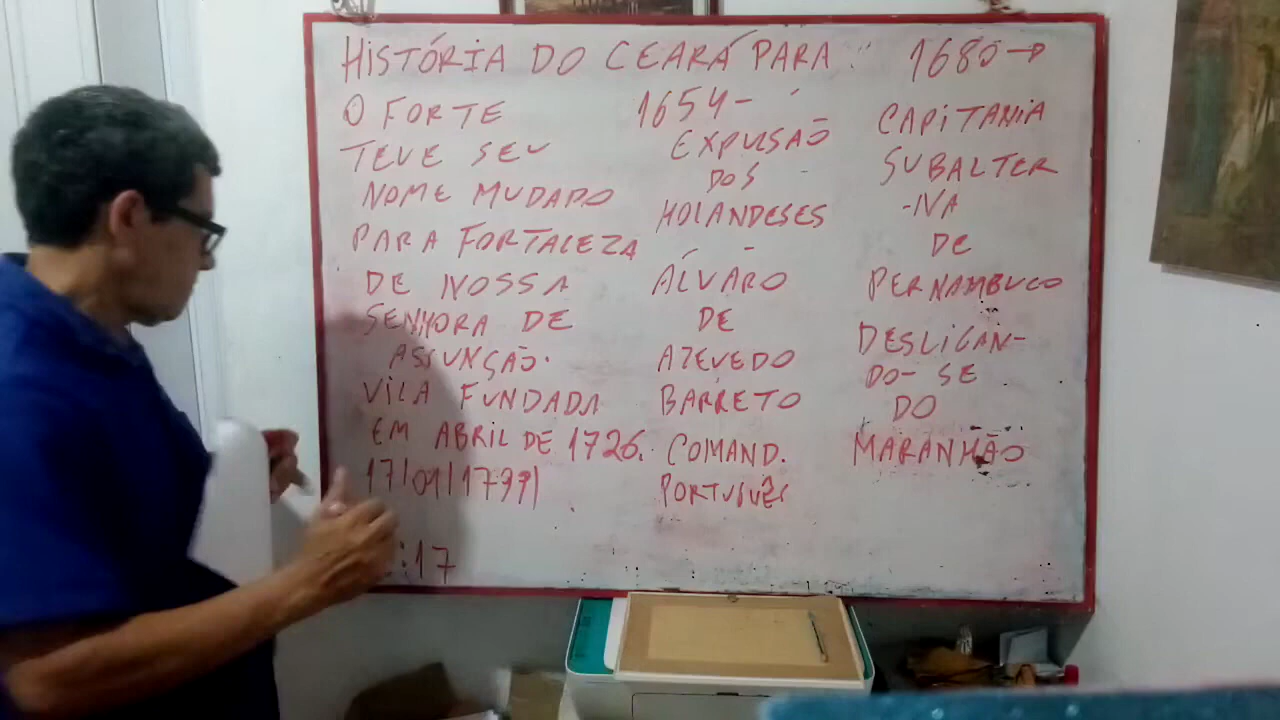 HISTÓRIA DO CEARÁ PARA:
O FORTE
TEVE SEU
NOME MUDADO
PARA FORTALEZA
DE NOSSA
SENHORA DE
ASSUNÇÃO.
VILA FUNDADA
EM ABRIL DE 1726.
17/01/1799/
:17
1654-
EXPULSÃO
DOS
HOLANDESES
-
ÁLVARO
DE
AZEVEDO
BARRETO
COMAND.
PORTUGUÊS
1680→
CAPITANIA
SUBALTER
-NA
DE
PERNAMBUCO
DESLIGAN-
DO-SE
DO
MARANHÃO